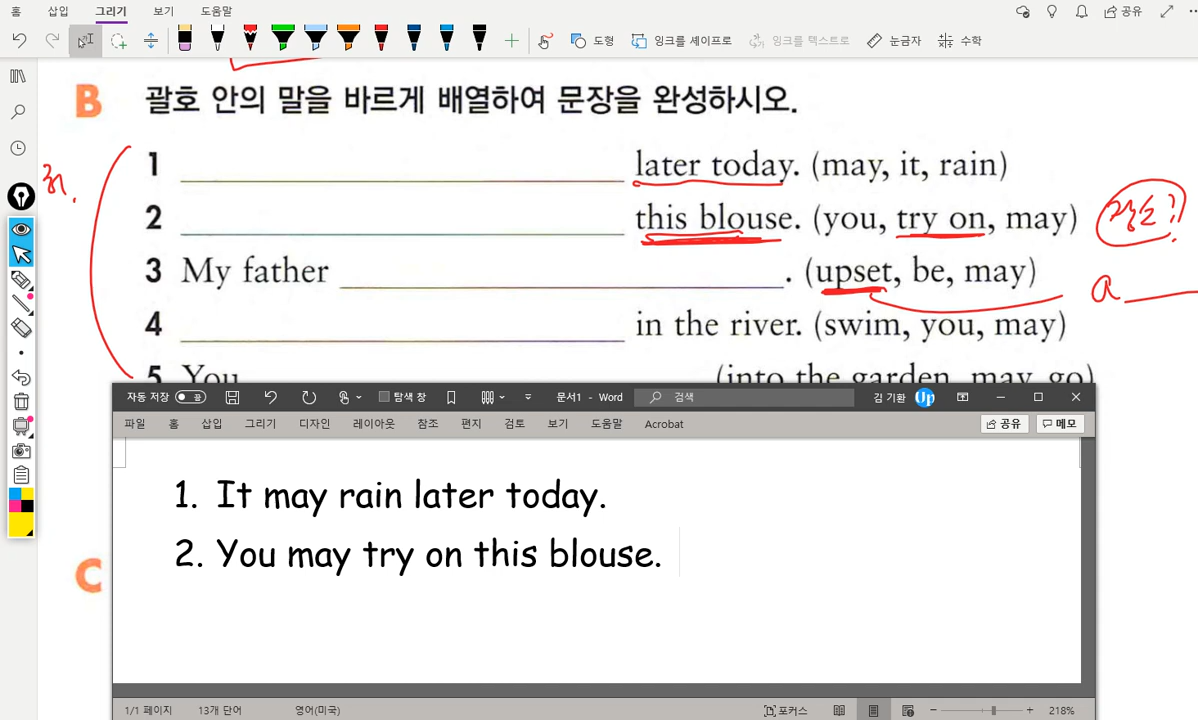 홈 삽입 그리기 보기 도움말 공유
도형 잉크를 셰이프로 잉크를 텍스트로 눈금자 수학
B 괄호 안의 말을 바르게 배열하여 문장을 완성하시오.
1 later today. (may, it, rain)
2 this blouse. (you, try on, may)
3 My father . (upset, be, may)
a
4 in the river. (swim, you, may)
5 You (into the garden, may, go)
자동 저장 끔 탐색 창 문서1 - Word 검색 김 기환 Up
파일 홈 삽입 그리기 디자인 레이아웃 참조 편지 검토 보기 도움말 Acrobat 공유 메모
1. It may rain later today.
2. You may try on this blouse.
C
1/1 페이지 13개 단어 영어(미국) 포커스 218%